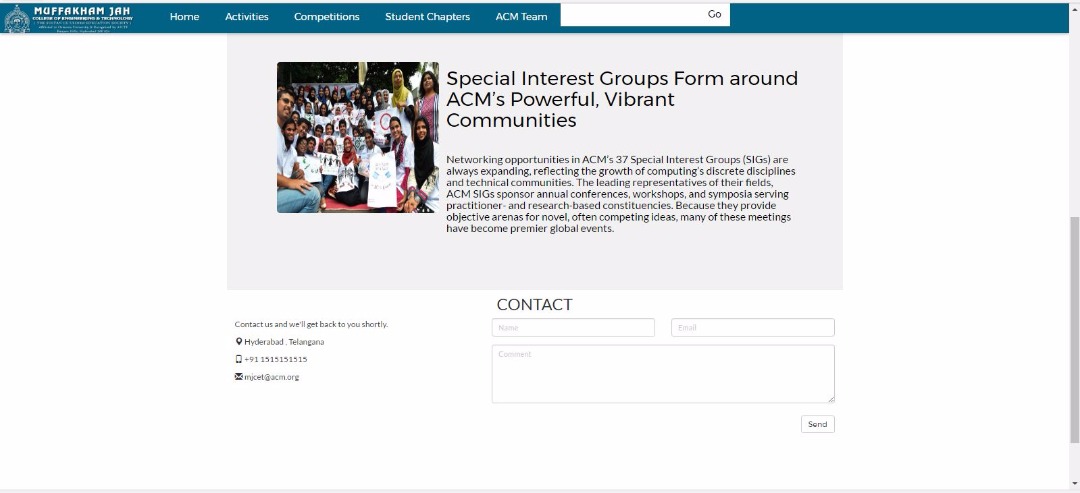 MUFFAKHAM JAH
COLLEGE OF ENGINEERING & TECHNOLOGY
Home Activities Competitions Student Chapters ACM Team Go
Special Interest Groups Form around
ACM's Powerful, Vibrant
Communities
Networking opportunities in ACM's 37 Special Interest Groups (SIGs) are
always expanding, reflecting the growth of computing's discrete disciplines
and technical communities. The leading representatives of their fields,
ACM SIGs sponsor annual conferences, workshops, and symposia serving
practitioner- and research-based constituencies. Because they provide
objective arenas for novel, often competing ideas, many of these meetings
have become premier global events.
CONTACT
Contact us and we'll get back to you shortly.
Hyderabad , Telangana
+91 1515151515
mjcet@acm.org
Name Email
Comment
Send